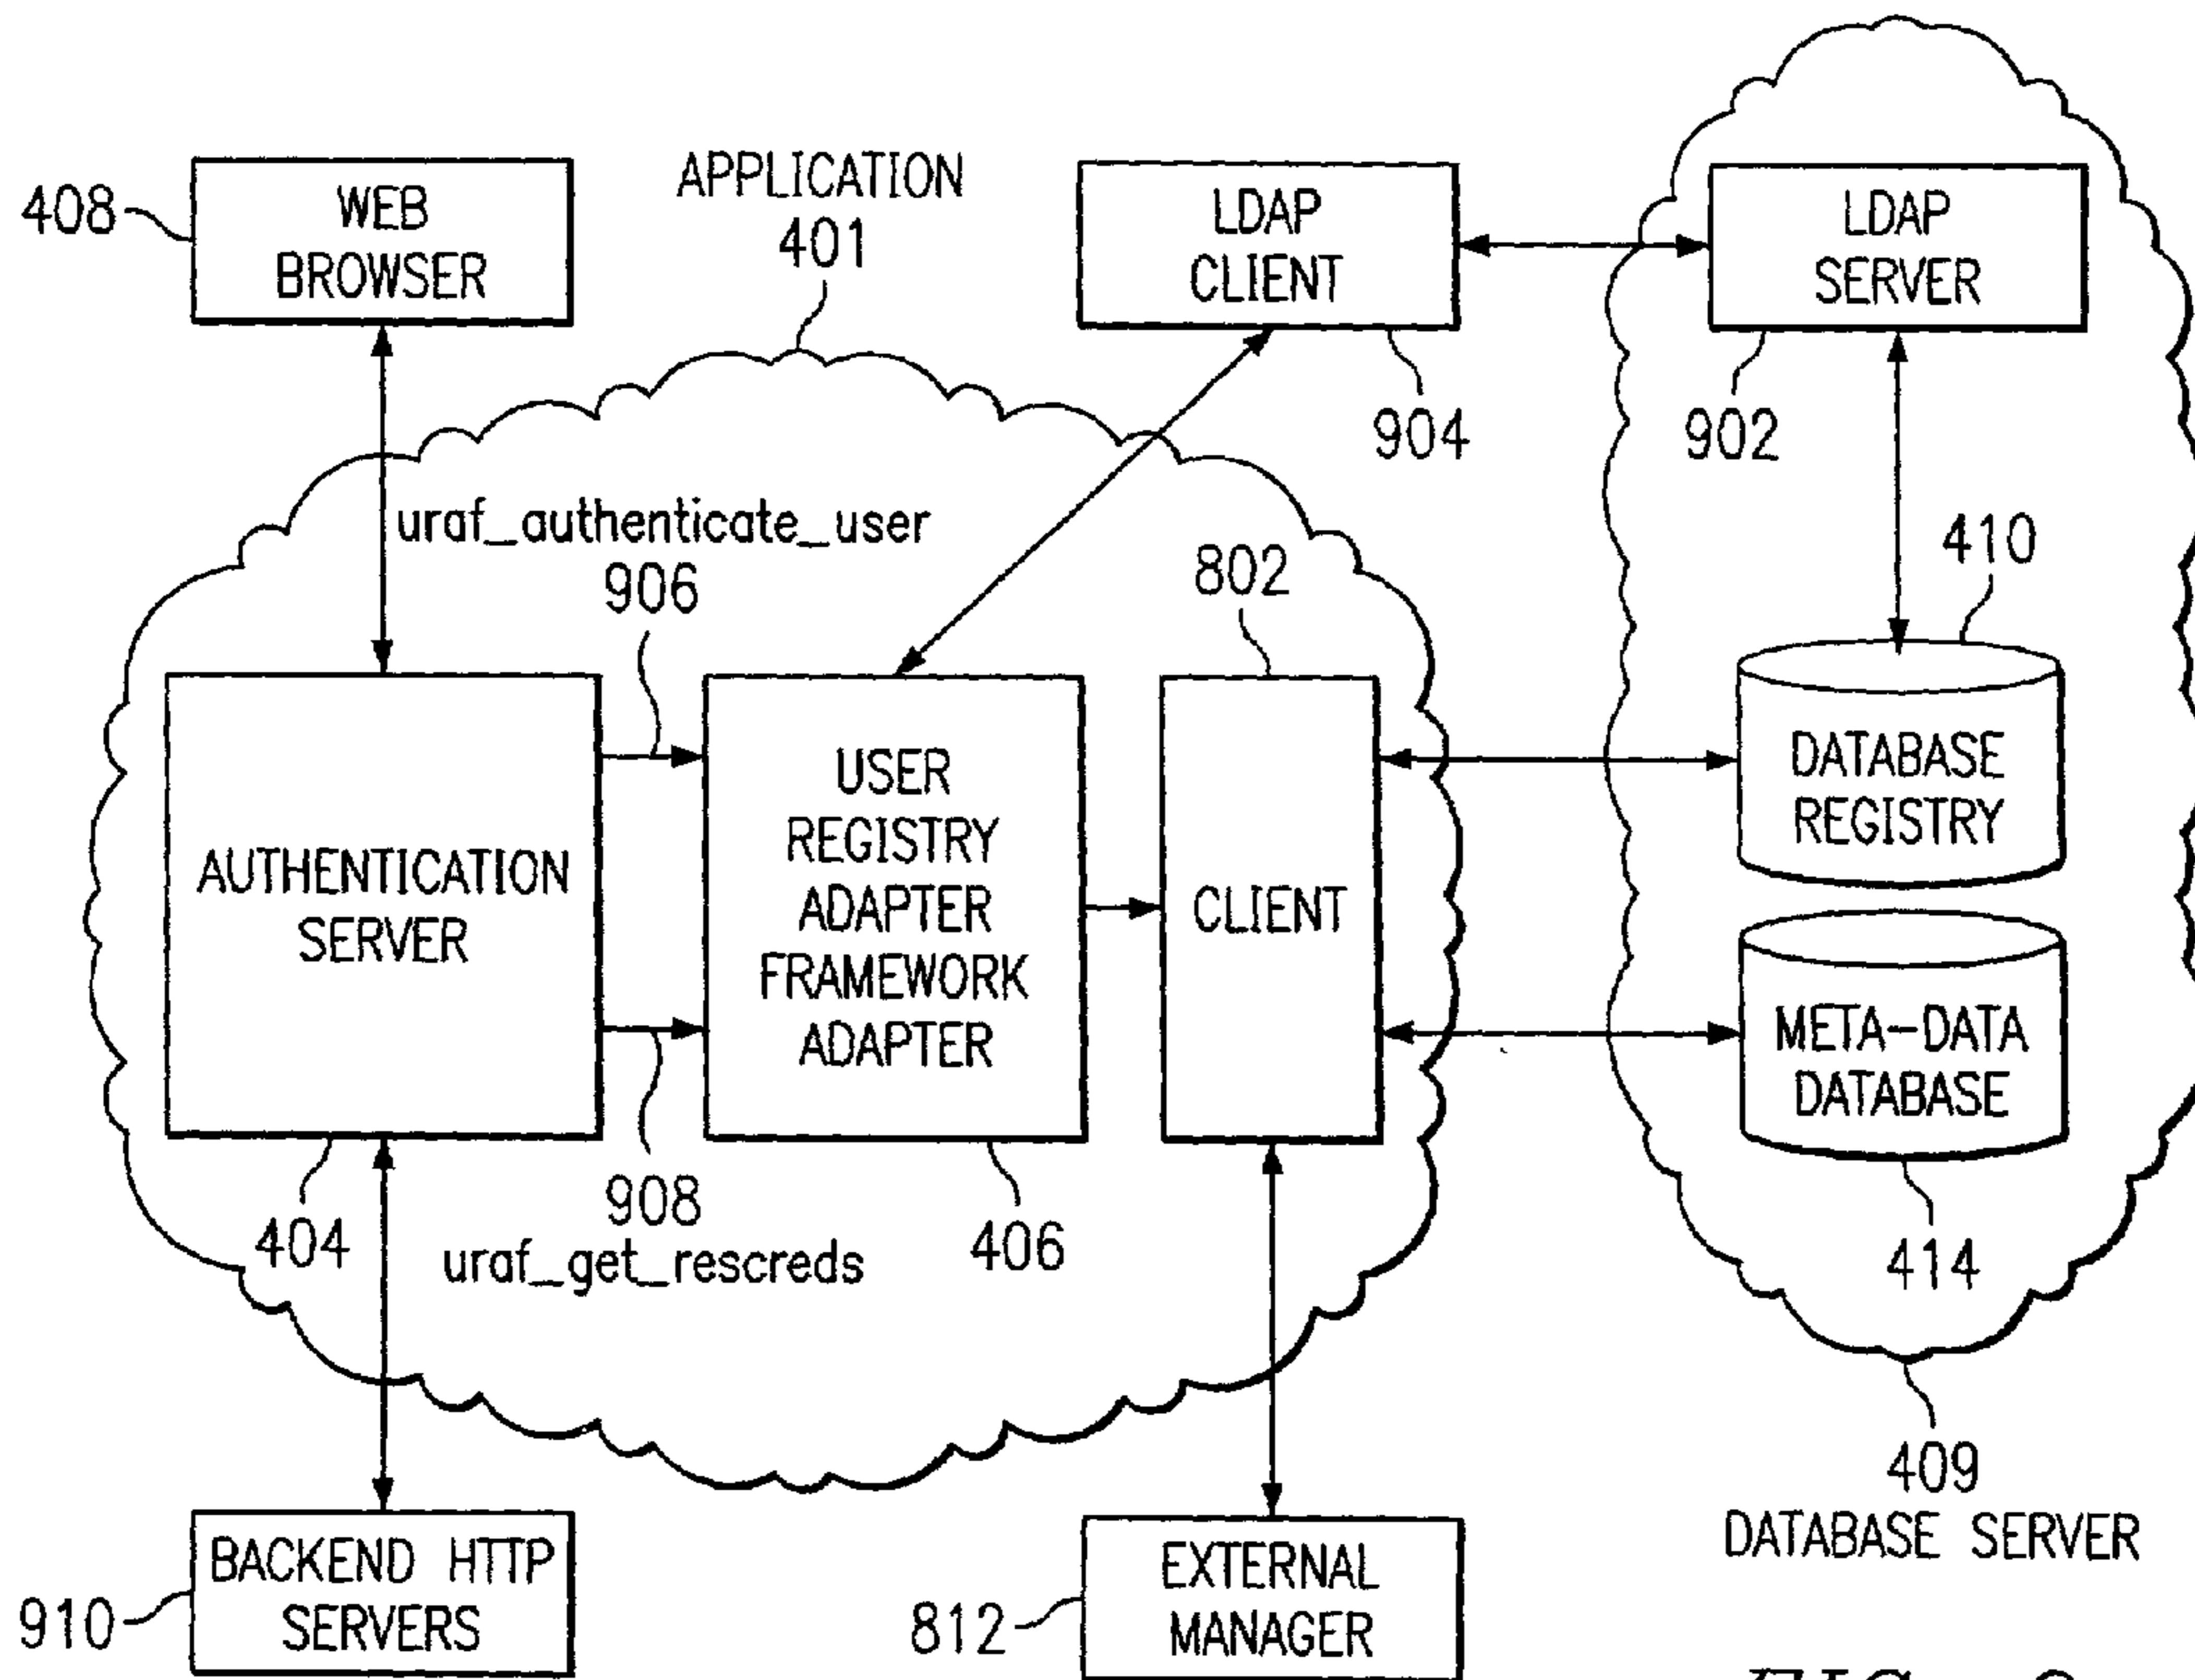 408
WEB
BROWSER
APPLICATION
401
LDAP
CLIENT
904
LDAP
SERVER
902
uraf_authenticate_user
906
802
410
AUTHENTICATION
SERVER
USER
REGISTRY
ADAPTER
FRAMEWORK
ADAPTER
CLIENT
DATABASE
REGISTRY
META-DATA
DATABASE
404
908
uraf_get_rescreds
406
414
409
DATABASE SERVER
910
BACKEND HTTP
SERVERS
812
EXTERNAL
MANAGER